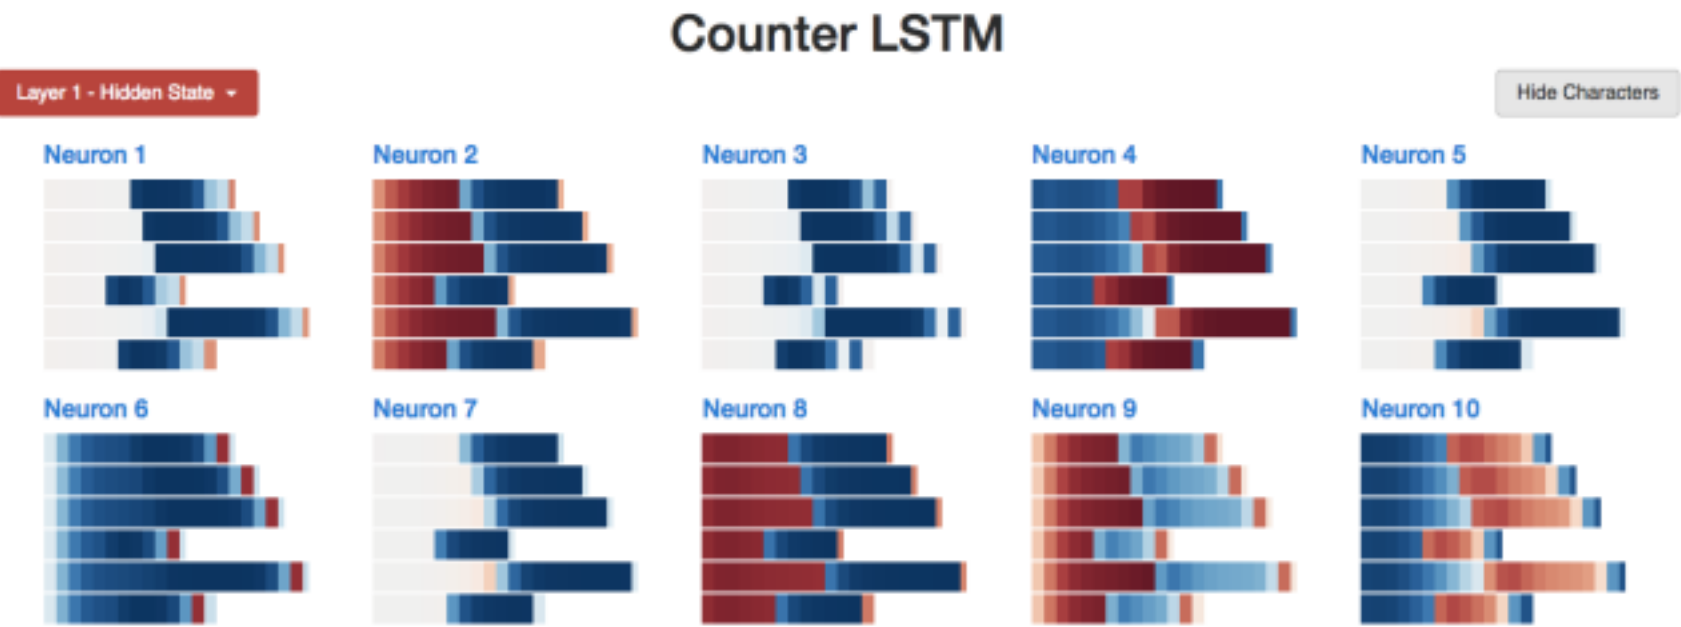 Counter LSTM
Layer 1 - Hidden State
Hide Characters
Neuron 1
Neuron 2
Neuron 3
Neuron 4
Neuron 5
Neuron 6
Neuron 7
Neuron 8
Neuron 9
Neuron 10